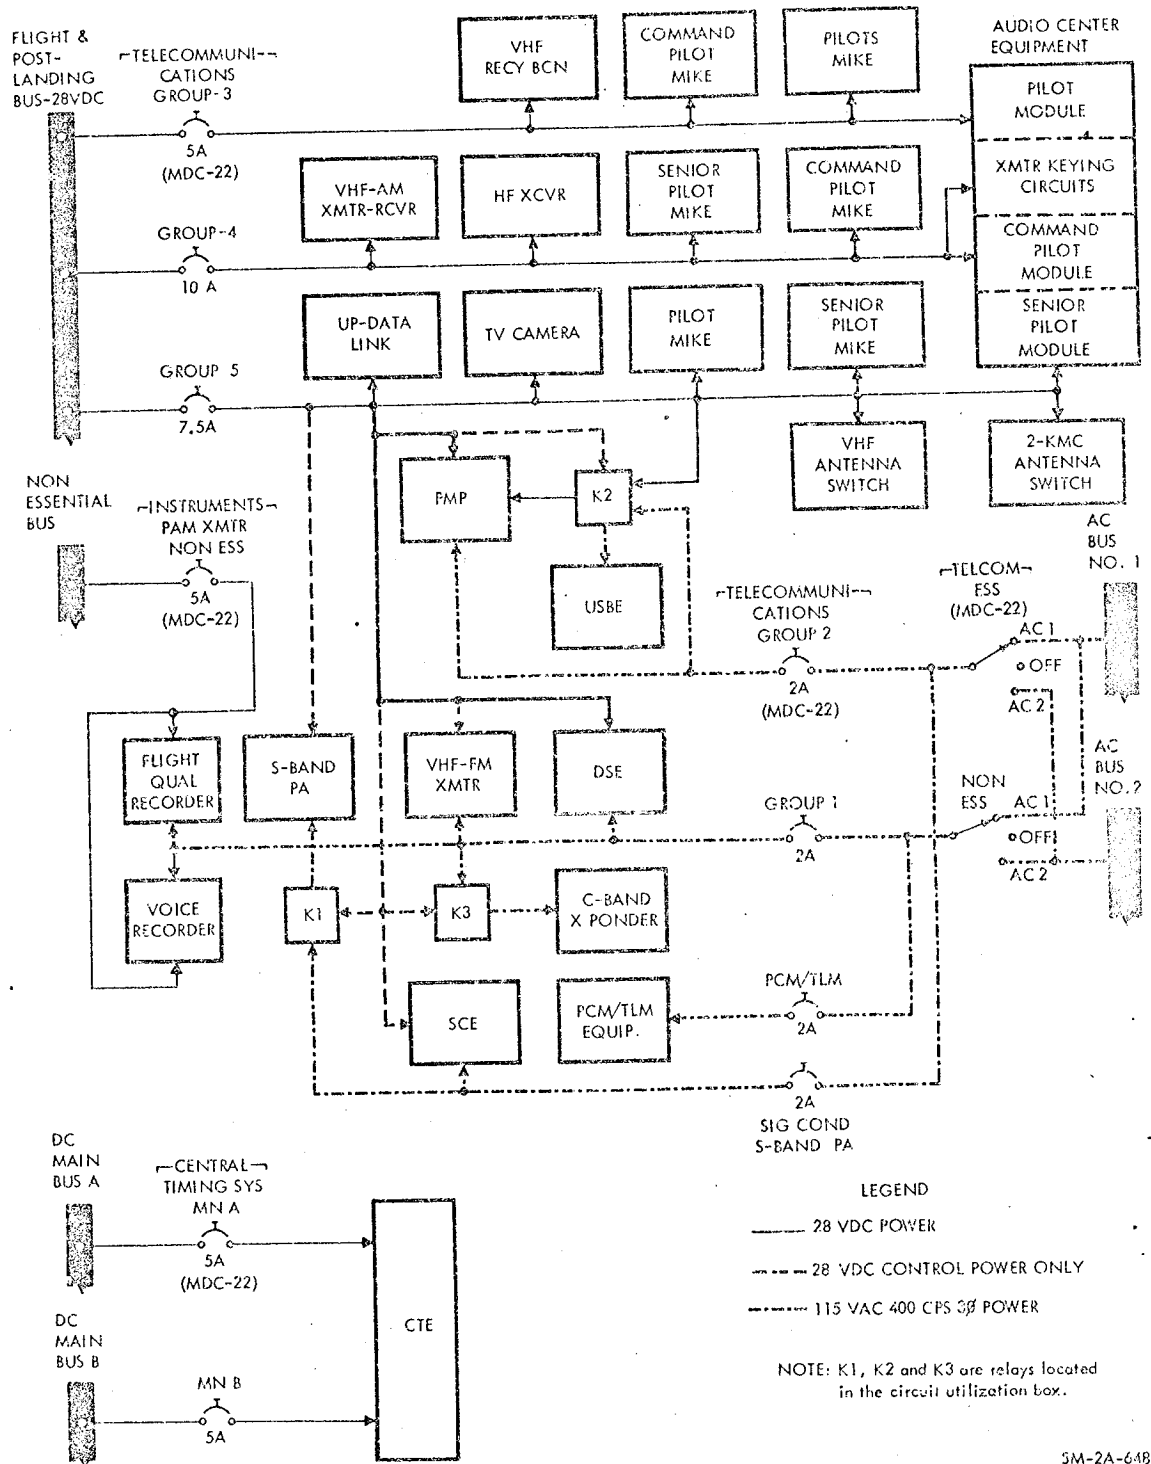 FLIGHT &
POST-
LANDING
BUS-28VDC
TELECOMMUNI-
CATIONS
GROUP-3
5A
(MDC-22)
VHF
RECY BCN
COMMAND
PILOT
MIKE
PILOTS
MIKE
AUDIO CENTER
EQUIPMENT
PILOT
MODULE
XMTR KEYING
CIRCUITS
COMMAND
PILOT
MODULE
SENIOR
PILOT
MODULE
GROUP-4
10 A
VHF-AM
XMTR-RCVR
HF XCVR
SENIOR
PILOT
MIKE
COMMAND
PILOT
MIKE
GROUP 5
7.5A
UP-DATA
LINK
TV CAMERA
PILOT
MIKE
SENIOR
PILOT
MIKE
VHF
ANTENNA
SWITCH
2-KMC
ANTENNA
SWITCH
PMP
K2
USBE
NON
ESSENTIAL
BUS
INSTRUMENTS
PAM XMTR
NON ESS
5A
(MDC-22)
TELECOMMUNI-
CATIONS
GROUP 2
2A
(MDC-22)
TELCOM
ESS
(MDC-22)
AC 1
OFF
AC 2
AC
BUS
NO. 1
FLIGHT
QUAL
RECORDER
S-BAND
PA
VHF-FM
XMTR
DSE
GROUP 1
2A
NON
ESS
AC 1
OFF
AC 2
AC
BUS
NO.2
VOICE
RECORDER
K1
K3
C-BAND
X PONDER
SCE
PCM/TLM
EQUIP.
PCM/TLM
2A
2A
SIG COND
S-BAND PA
DC
MAIN
BUS A
CENTRAL
TIMING SYS
MN A
5A
(MDC-22)
DC
MAIN
BUS B
MN B
5A
CTE
LEGEND
28 VDC POWER
28 VDC CONTROL POWER ONLY
115 VAC 400 CPS 3Ø POWER
NOTE: K1, K2 and K3 are relays located
in the circuit utilization box.
SM-2A-648